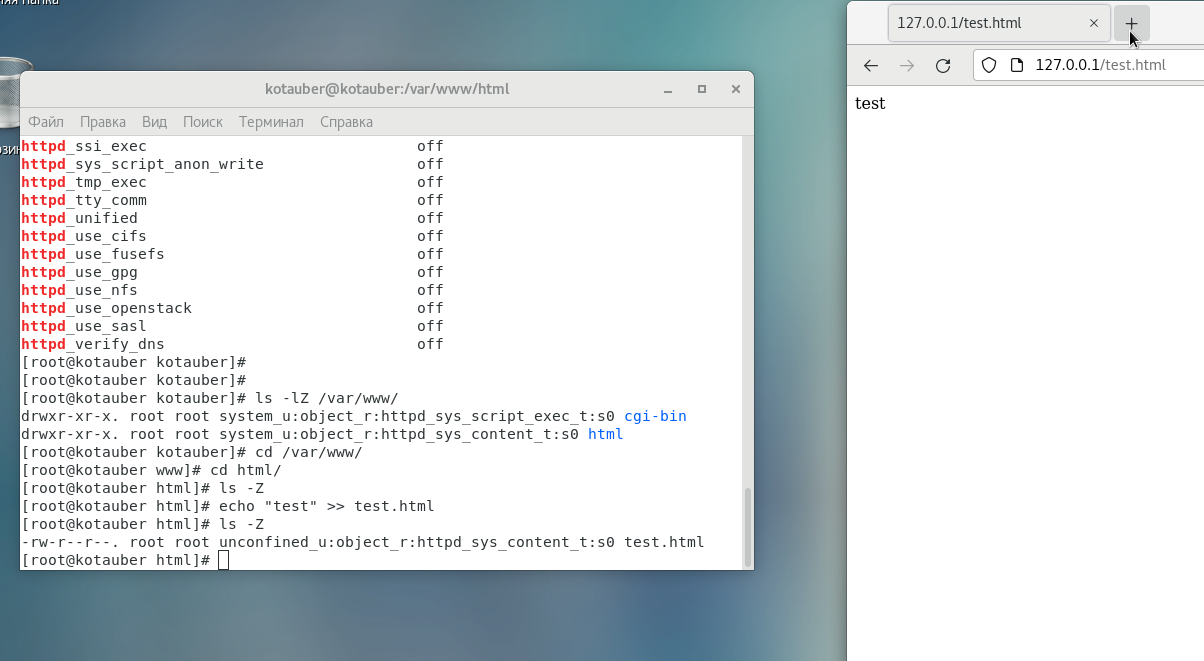 kotauber@kotauber:/var/www/html
Файл Правка Вид Поиск Терминал Справка
httpd_ssi_exec off
httpd_sys_script_anon_write off
httpd_tmp_exec off
httpd_tty_comm off
httpd_unified off
httpd_use_cifs off
httpd_use_fusefs off
httpd_use_gpg off
httpd_use_nfs off
httpd_use_openstack off
httpd_use_sasl off
httpd_verify_dns off
[root@kotauber kotauber]#
[root@kotauber kotauber]#
[root@kotauber kotauber]# ls -lZ /var/www/
drwxr-xr-x. root root system_u:object_r:httpd_sys_script_exec_t:s0 cgi-bin
drwxr-xr-x. root root system_u:object_r:httpd_sys_content_t:s0 html
[root@kotauber kotauber]# cd /var/www/
[root@kotauber www]# cd html/
[root@kotauber html]# ls -Z
[root@kotauber html]# echo "test" >> test.html
[root@kotauber html]# ls -Z
-rw-r--r--. root root unconfined_u:object_r:httpd_sys_content_t:s0 test.html
[root@kotauber html]#
127.0.0.1/test.html
127.0.0.1/test.html
test